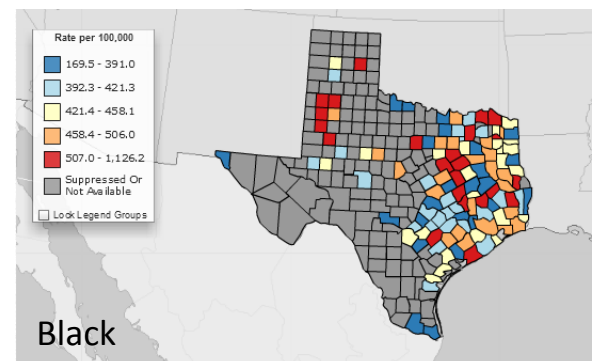 Rate per 100,000
169.5 - 391.0
392.3 - 421.3
421.4 - 458.1
458.4 - 506.0
507.0 - 1,126.2
Suppressed Or
Not Available
Lock Legend Groups
Black